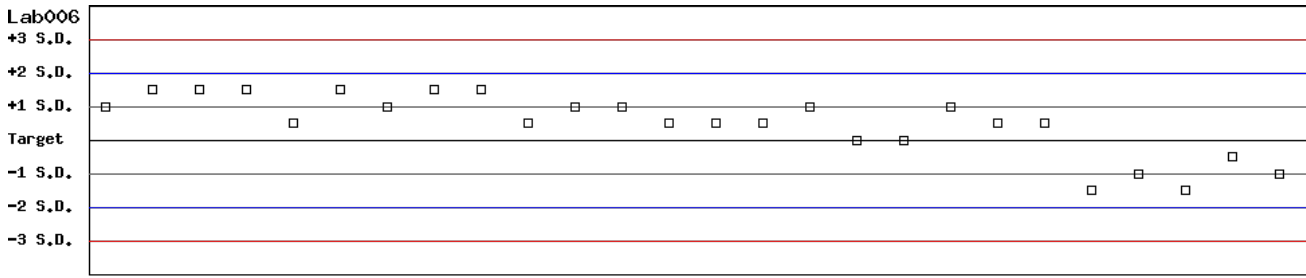 Lab006
+3 S.D.
+2 S.D.
+1 S.D.
Target
-1 S.D.
-2 S.D.
-3 S.D.